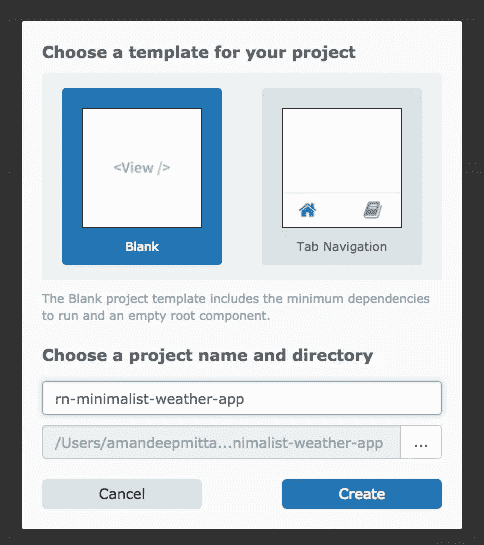 Choose a template for your project
<View />
Blank
Tab Navigation
The Blank project template includes the minimum dependencies
to run and an empty root component.
Choose a project name and directory
rn-minimalist-weather-app
/Users/amandeepmitta...nimalist-weather-app
...
Cancel
Create